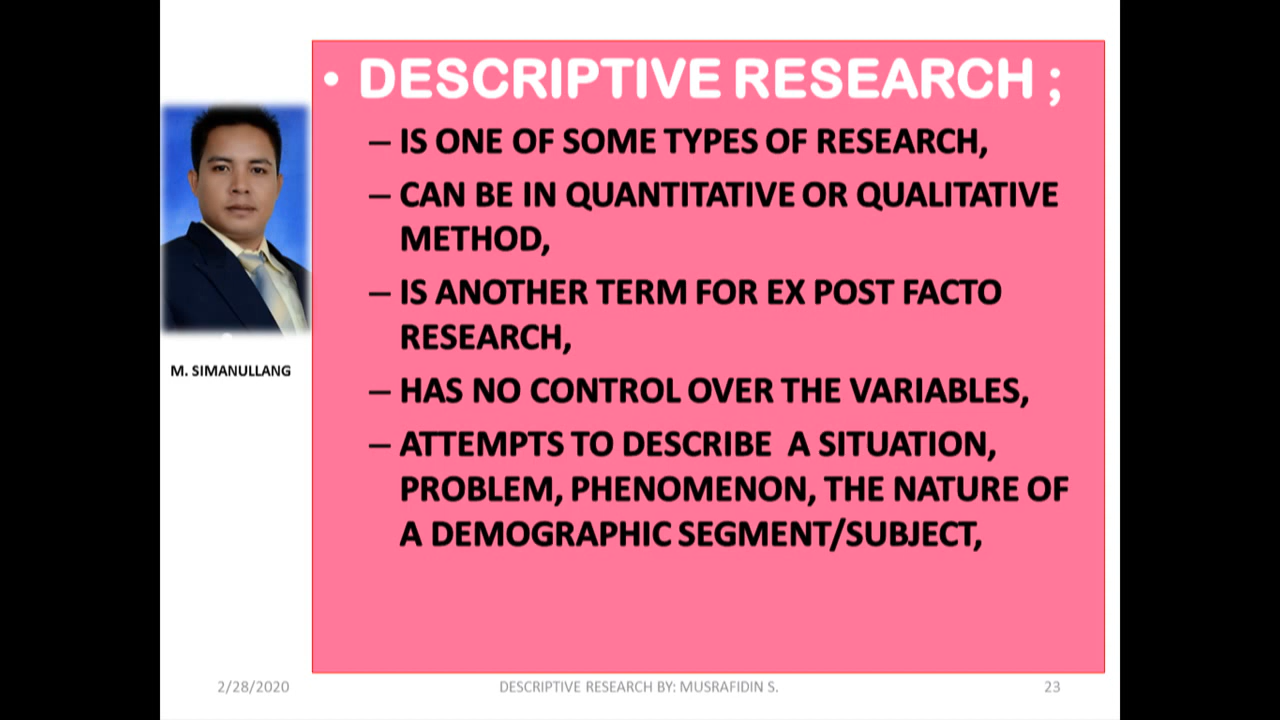 • DESCRIPTIVE RESEARCH ;
– IS ONE OF SOME TYPES OF RESEARCH,
– CAN BE IN QUANTITATIVE OR QUALITATIVE
METHOD,
– IS ANOTHER TERM FOR EX POST FACTO
RESEARCH,
– HAS NO CONTROL OVER THE VARIABLES,
– ATTEMPTS TO DESCRIBE A SITUATION,
PROBLEM, PHENOMENON, THE NATURE OF
A DEMOGRAPHIC SEGMENT/SUBJECT,
M. SIMANULLANG
2/28/2020
DESCRIPTIVE RESEARCH BY: MUSRAFIDIN S.
23